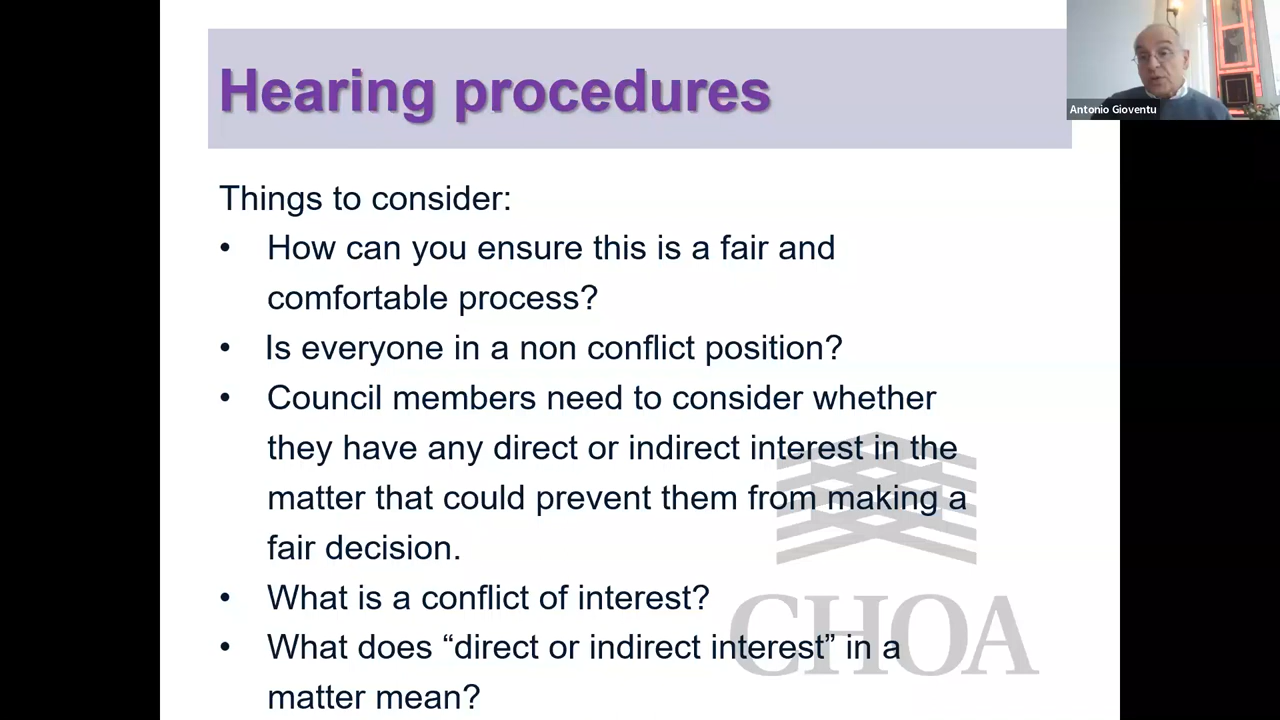 Hearing procedures
Antonio Gioventu
Things to consider:
• How can you ensure this is a fair and
comfortable process?
• Is everyone in a non conflict position?
• Council members need to consider whether
they have any direct or indirect interest in the
matter that could prevent them from making a
fair decision.
• What is a conflict of interest?
• What does “direct or indirect interest” in a
matter mean?
CHOA